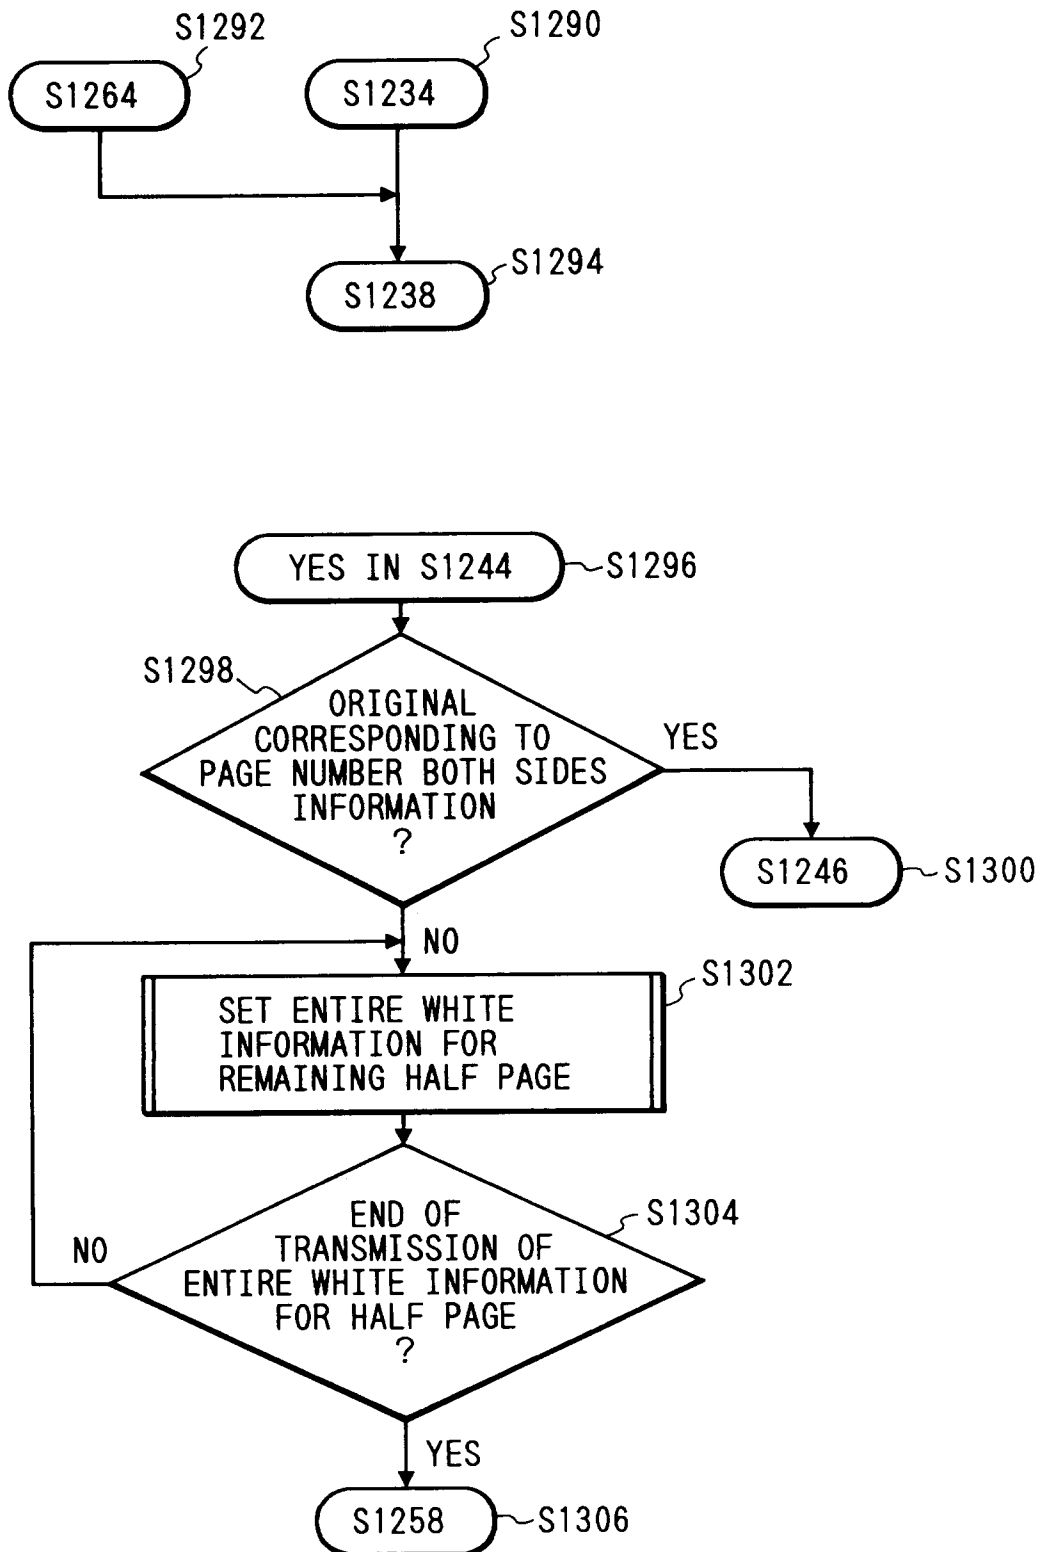 S1292
S1290
S1264
S1234
S1294
S1238
YES IN S1244
S1296
S1298
ORIGINAL
CORRESPONDING TO
PAGE NUMBER BOTH SIDES
INFORMATION
?
YES
S1246
S1300
NO
S1302
SET ENTIRE WHITE
INFORMATION FOR
REMAINING HALF PAGE
S1304
END OF
TRANSMISSION OF
ENTIRE WHITE INFORMATION
FOR HALF PAGE
?
NO
YES
S1258
S1306